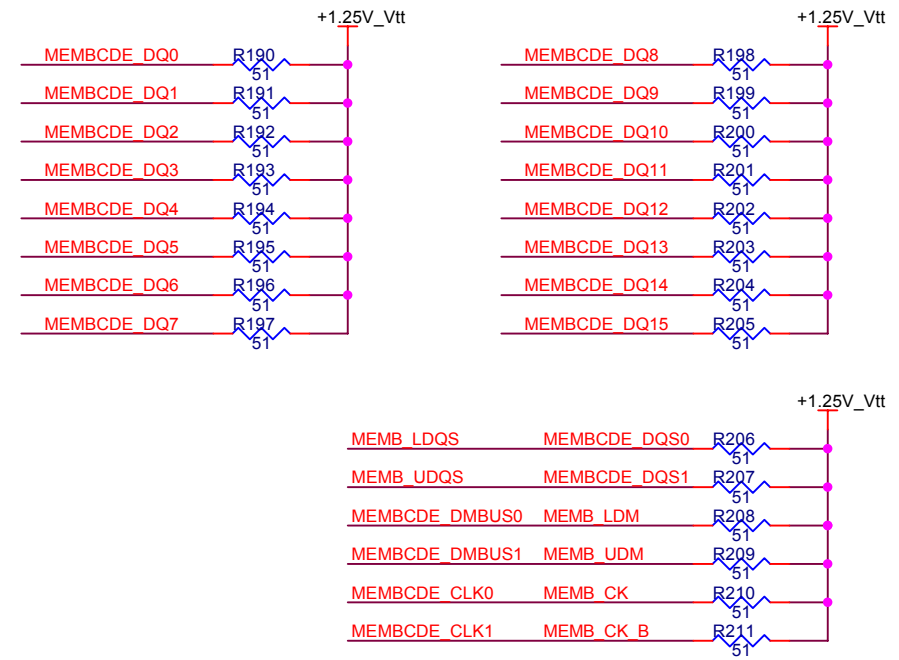 +1.25V_Vtt
MEMBCDE_DQ0 R190
51
MEMBCDE_DQ1 R191
51
MEMBCDE_DQ2 R192
51
MEMBCDE_DQ3 R193
51
MEMBCDE_DQ4 R194
51
MEMBCDE_DQ5 R195
51
MEMBCDE_DQ6 R196
51
MEMBCDE_DQ7 R197
51
+1.25V_Vtt
MEMBCDE_DQ8 R198
51
MEMBCDE_DQ9 R199
51
MEMBCDE_DQ10 R200
51
MEMBCDE_DQ11 R201
51
MEMBCDE_DQ12 R202
51
MEMBCDE_DQ13 R203
51
MEMBCDE_DQ14 R204
51
MEMBCDE_DQ15 R205
51
+1.25V_Vtt
MEMB_LDQS MEMBCDE_DQS0 R206
51
MEMB_UDQS MEMBCDE_DQS1 R207
51
MEMBCDE_DMBUS0 MEMB_LDM R208
51
MEMBCDE_DMBUS1 MEMB_UDM R209
51
MEMBCDE_CLK0 MEMB_CK R210
51
MEMBCDE_CLK1 MEMB_CK_B R211
51